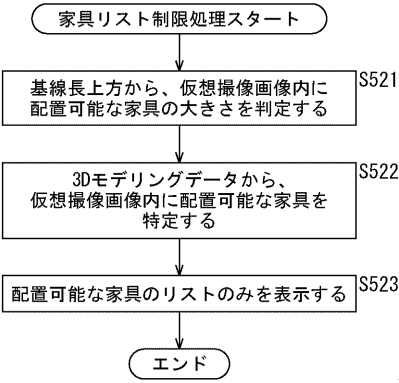 家具リスト制限処理スタート
S521
基線長上方から、仮想撮像画像内に
配置可能な家具の大きさを判定する
S522
3Dモデリングデータから、
仮想撮像画像内に配置可能な家具を
特定する
S523
配置可能な家具のリストのみを表示する
エンド